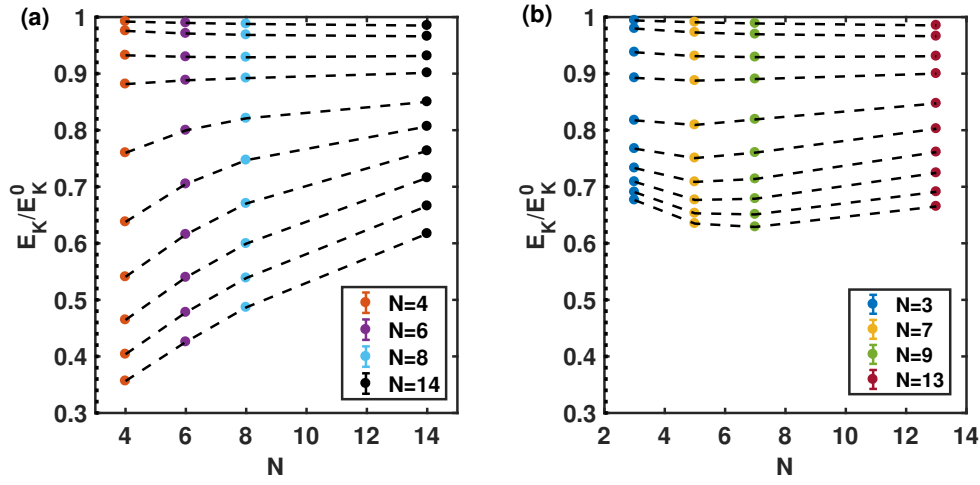 (a)
1
0.9
0.8
0.7
0.6
0.5
0.4
0.3
E_K/E_K^0
4 6 8 10 12 14
N
N=4
N=6
N=8
N=14
(b)
1
0.9
0.8
0.7
0.6
0.5
0.4
0.3
E_K/E_K^0
2 4 6 8 10 12 14
N
N=3
N=7
N=9
N=13